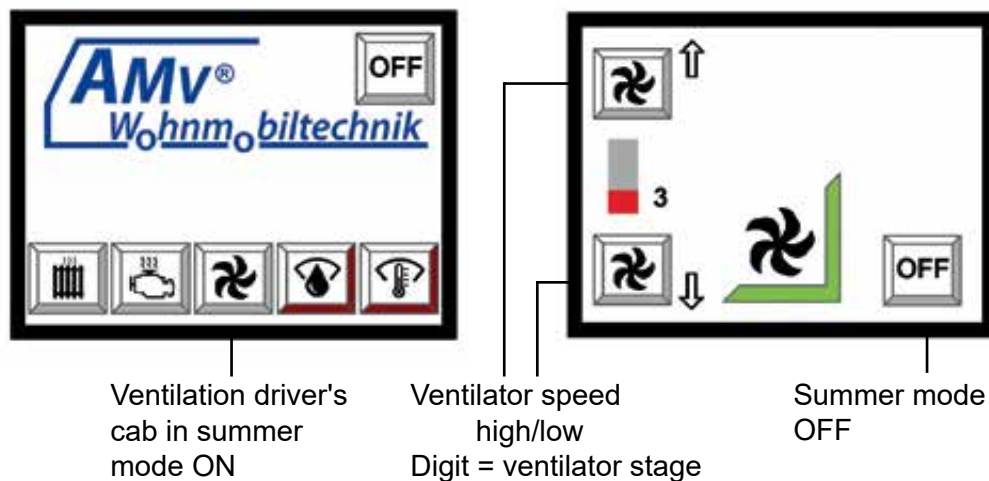 AMV®
Wohnmobiltechnik
OFF
3
OFF
Ventilation driver's
cab in summer
mode ON
Ventilator speed
high/low
Digit = ventilator stage
Summer mode
OFF